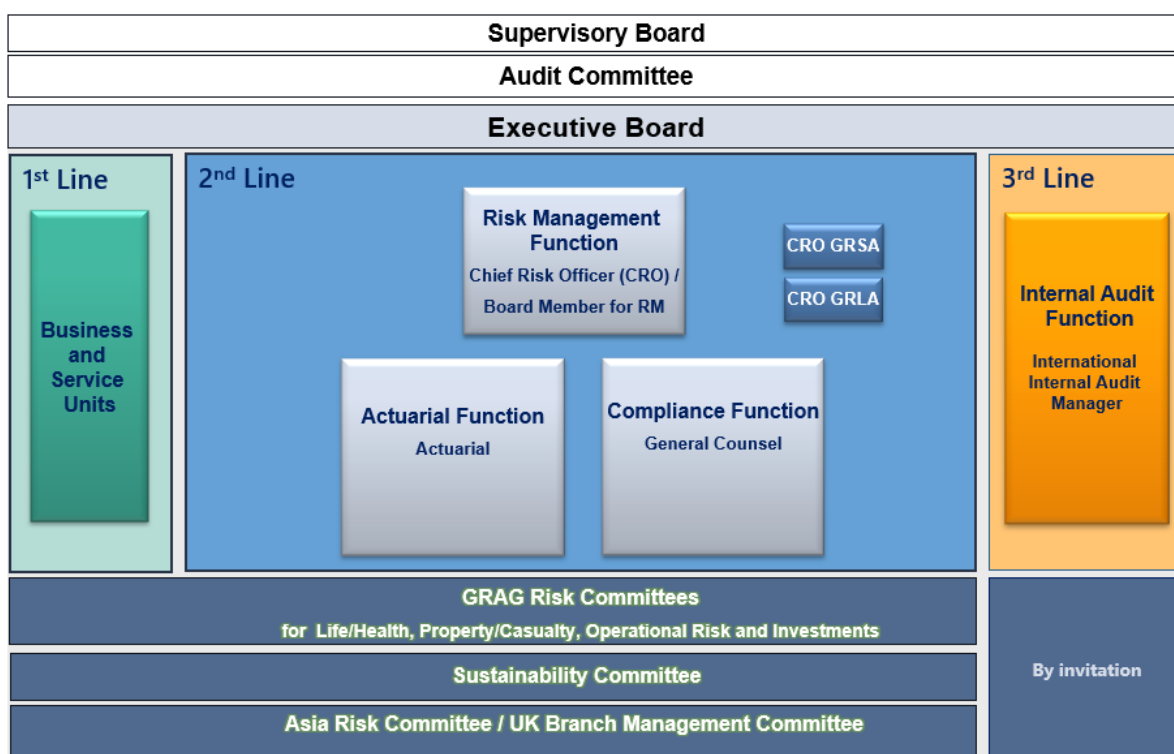 Supervisory Board
Audit Committee
Executive Board
1st Line
Business
and
Service
Units
2nd Line
Risk Management
Function
Chief Risk Officer (CRO) /
Board Member for RM
CRO GRSA
CRO GRLA
Actuarial Function
Actuarial
Compliance Function
General Counsel
3rd Line
Internal Audit
Function
International
Internal Audit
Manager
GRAG Risk Committees
for Life/Health, Property/Casualty, Operational Risk and Investments
Sustainability Committee
Asia Risk Committee / UK Branch Management Committee
By invitation